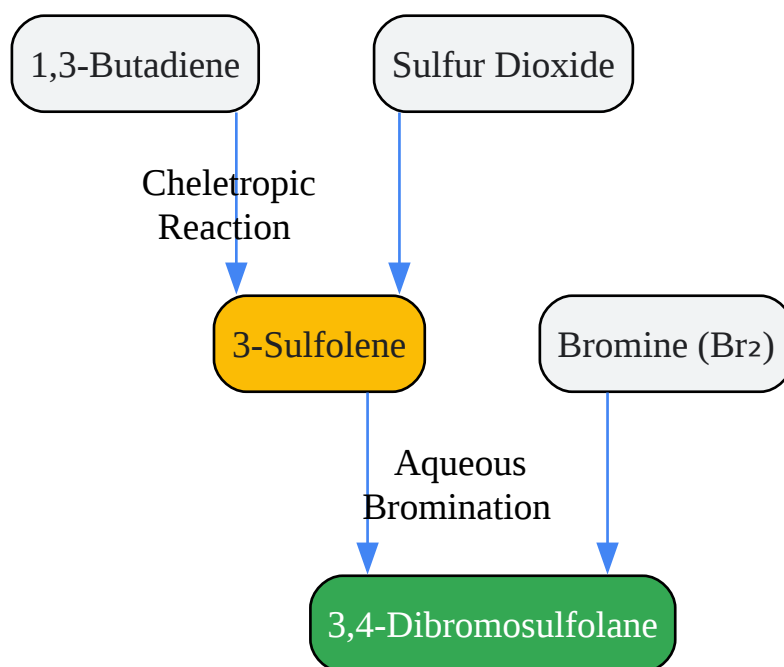 1,3-Butadiene
Sulfur Dioxide
Cheletropic
Reaction
3-Sulfolene
Bromine (Br₂)
Aqueous
Bromination
3,4-Dibromosulfolane